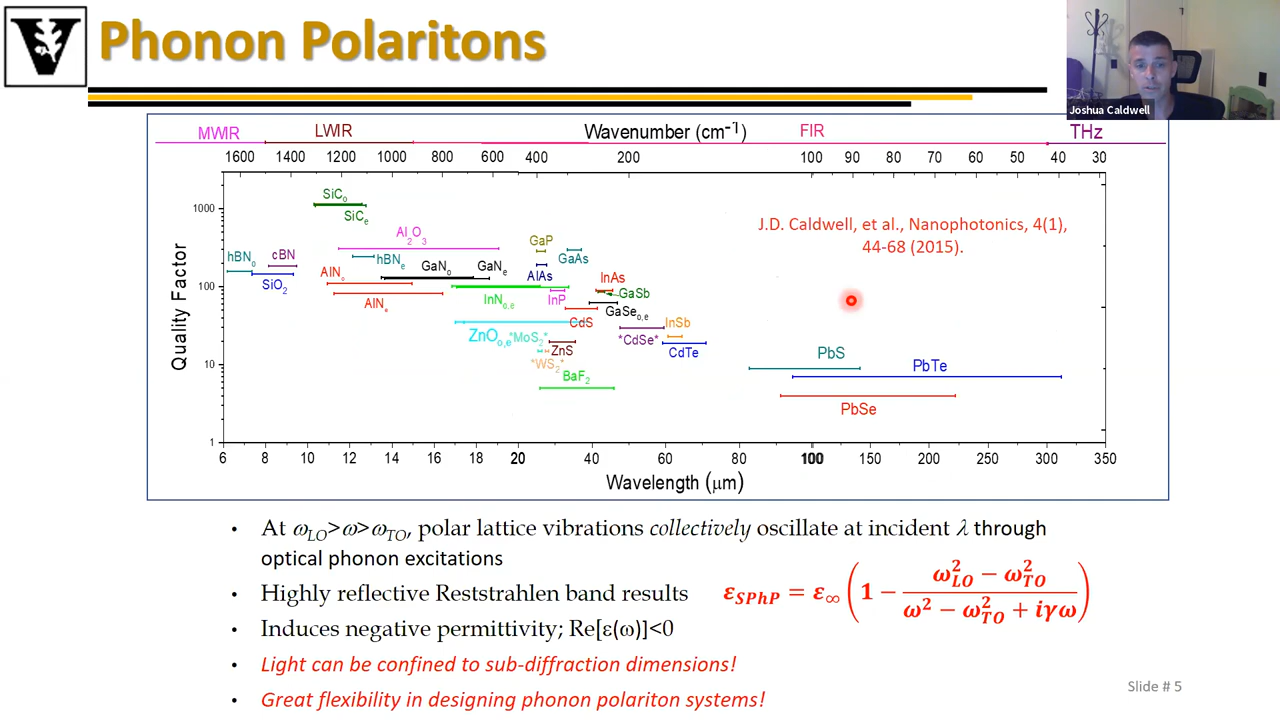 V
Phonon Polaritons
Joshua Caldwell
MWIR LWIR Wavenumber (cm⁻¹) FIR THz
1600 1400 1200 1000 800 600 400 200 100 90 80 70 60 50 40 30
Quality Factor
1000
100
10
1
SiCₒ
SiCₑ
Al₂O₃
GaP
GaAs
hBNₒ
cBN
hBNₑ
GaNₒ
GaNₑ
SiO₂
AlNₒ
AlAs
InAs
AlNₑ
InNₒ,ₑ
InP
GaSb
GaSeₒ,ₑ
CdS
InSb
ZnOₒ,ₑ
*MoS₂*
*CdSe*
ZnS
CdTe
*WS₂*
BaF₂
PbS
PbTe
PbSe
J.D. Caldwell, et al., Nanophotonics, 4(1),
44-68 (2015).
6 8 10 12 14 16 18 20 40 60 80 100 150 200 250 300 350
Wavelength (μm)
• At ω_LO>ω>ω_TO, polar lattice vibrations collectively oscillate at incident λ through
optical phonon excitations
• Highly reflective Reststrahlen band results
ε_SPhP = ε_∞ (1 − (ω²_LO − ω²_TO) / (ω² − ω²_TO + iγω))
• Induces negative permittivity; Re[ε(ω)]<0
• Light can be confined to sub-diffraction dimensions!
• Great flexibility in designing phonon polariton systems!
Slide # 5